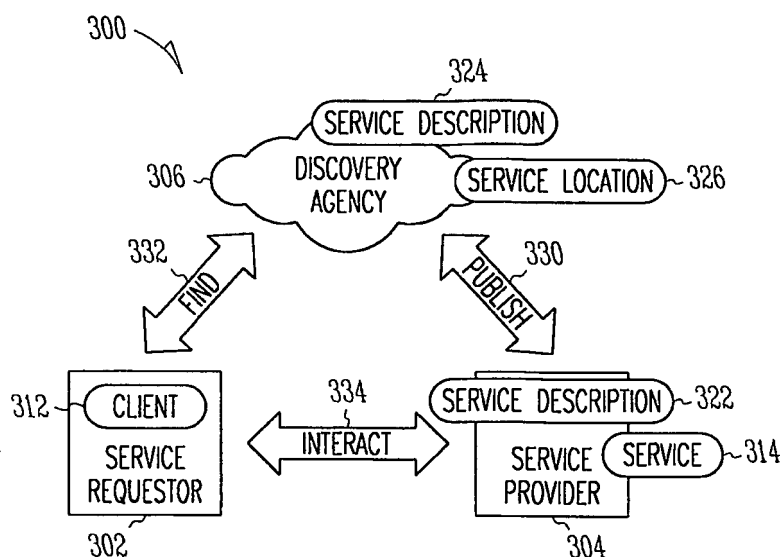 300
324
SERVICE DESCRIPTION
306
DISCOVERY
AGENCY
SERVICE LOCATION
326
332
FIND
330
PUBLISH
312
CLIENT
SERVICE
REQUESTOR
302
334
INTERACT
SERVICE DESCRIPTION
322
SERVICE
PROVIDER
SERVICE
314
304